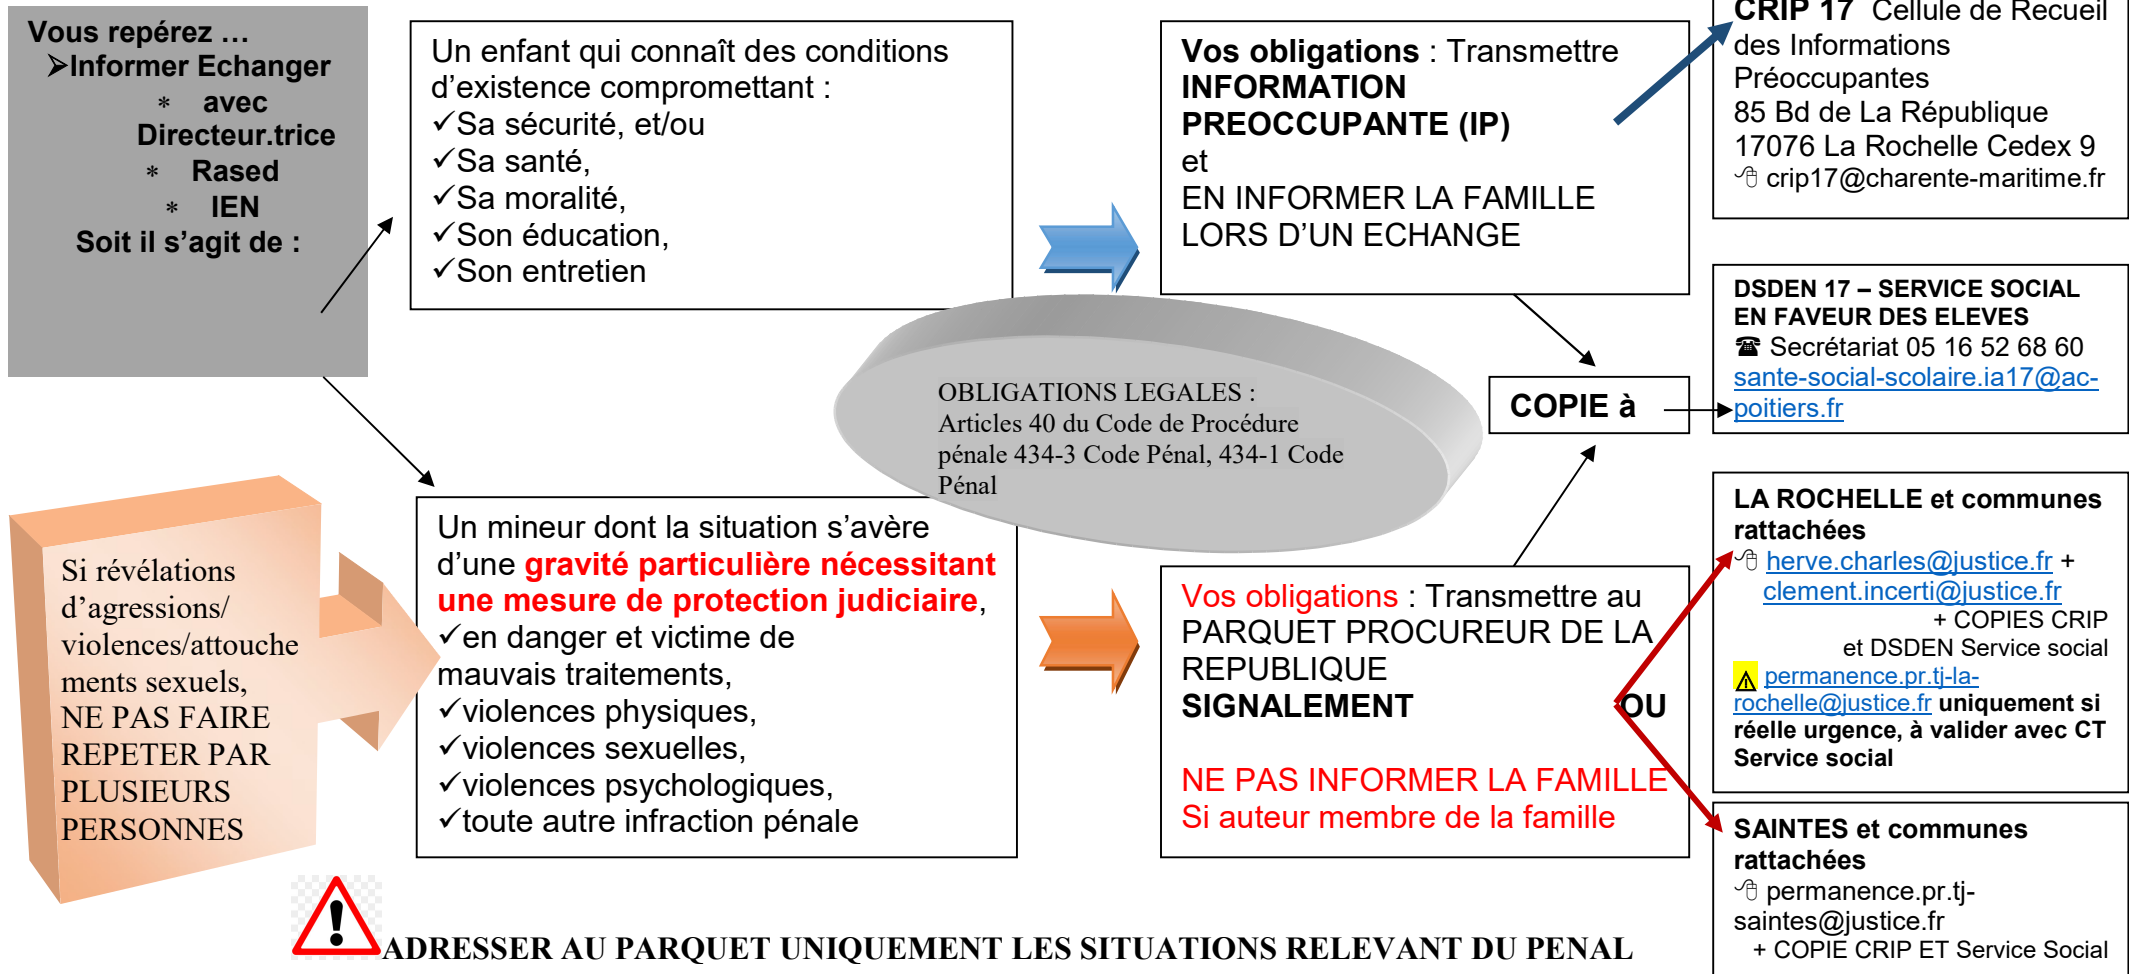 Vous repérez …
➢Informer Echanger
* avec
Directeur.trice
* Rased
* IEN
Soit il s’agit de :
Un enfant qui connaît des conditions
d’existence compromettant :
✓Sa sécurité, et/ou
✓Sa santé,
✓Sa moralité,
✓Son éducation,
✓Son entretien
Vos obligations : Transmettre
INFORMATION
PREOCCUPANTE (IP)
et
EN INFORMER LA FAMILLE
LORS D’UN ECHANGE
CRIP 17 Cellule de Recueil
des Informations
Préoccupantes
85 Bd de La République
17076 La Rochelle Cedex 9
crip17@charente-maritime.fr
DSDEN 17 – SERVICE SOCIAL
EN FAVEUR DES ELEVES
☎ Secrétariat 05 16 52 68 60
sante-social-scolaire.ia17@ac-
poitiers.fr
COPIE à
OBLIGATIONS LEGALES :
Articles 40 du Code de Procédure
pénale 434-3 Code Pénal, 434-1 Code
Pénal
Si révélations
d’agressions/
violences/attouche
ments sexuels,
NE PAS FAIRE
REPETER PAR
PLUSIEURS
PERSONNES
Un mineur dont la situation s’avère
d’une gravité particulière nécessitant
une mesure de protection judiciaire,
✓en danger et victime de
mauvais traitements,
✓violences physiques,
✓violences sexuelles,
✓violences psychologiques,
✓toute autre infraction pénale
Vos obligations : Transmettre au
PARQUET PROCUREUR DE LA
REPUBLIQUE
SIGNALEMENT OU
NE PAS INFORMER LA FAMILLE
Si auteur membre de la famille
LA ROCHELLE et communes
rattachées
herve.charles@justice.fr +
clement.incerti@justice.fr
+ COPIES CRIP
et DSDEN Service social
⚠ permanence.pr.tj-la-
rochelle@justice.fr uniquement si
réelle urgence, à valider avec CT
Service social
SAINTES et communes
rattachées
permanence.pr.tj-
saintes@justice.fr
+ COPIE CRIP ET Service Social
ADRESSER AU PARQUET UNIQUEMENT LES SITUATIONS RELEVANT DU PENAL